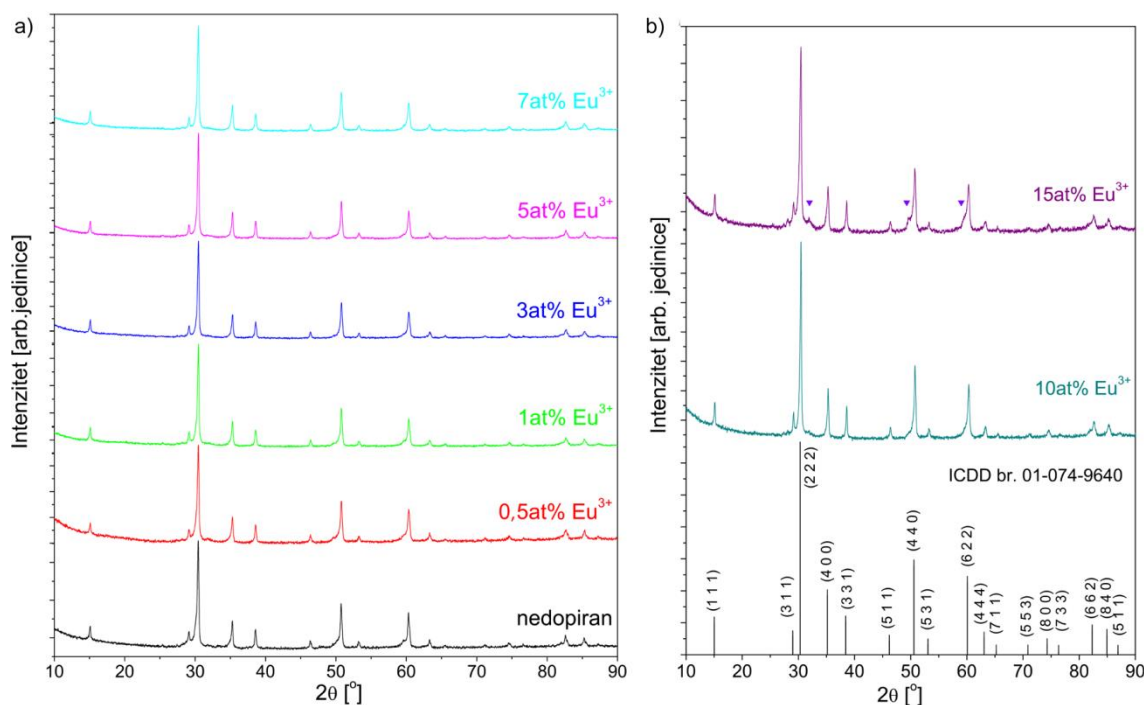 a)
Intenzitet [arb.jedinice]
7at% Eu³⁺
5at% Eu³⁺
3at% Eu³⁺
1at% Eu³⁺
0,5at% Eu³⁺
nedopiran
10 20 30 40 50 60 70 80 90
2θ [°]
b)
Intenzitet [arb. jedinice]
15at% Eu³⁺
10at% Eu³⁺
ICDD br. 01-074-9640
(1 1 1)
(3 1 1)
(2 2 2)
(4 0 0)
(3 3 1)
(5 1 1)
(4 4 0)
(5 3 1)
(6 2 2)
(4 4 4)
(7 1 1)
(5 5 3)
(8 0 0)
(7 3 3)
(6 6 2)
(8 4 0)
(5 1 1)
10 20 30 40 50 60 70 80 90
2θ [°]